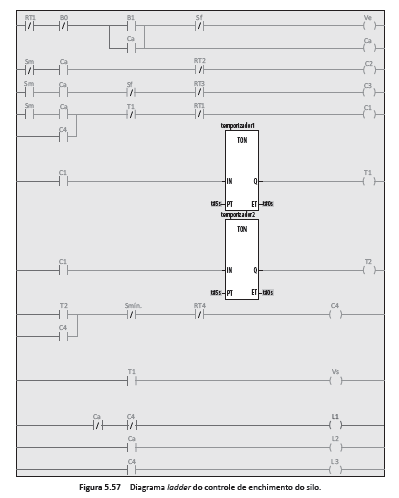 RT1 B0 B1 Sf Ve
Ca Ca
Sm Ca RT2 C2
Sm Ca 9f RT3 C3
Sm Ca T1 RT1 C1
C4
temporizador1
TON
C1 IN Q T1
PT ET
temporizador2
TON
C1 IN Q T2
PT ET
T2 Smin. RT4 C4
C4
T1 Vs
Ca C4 L1
Ca L2
C4 L3
Figura 5.57 Diagrama ladder do controle de enchimento do silo.